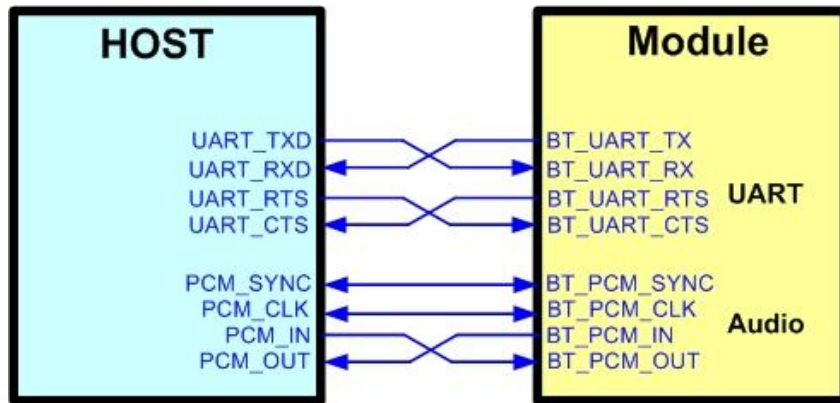 HOST
Module
UART_TXD
BT_UART_TX
UART_RXD
BT_UART_RX
UART_RTS
BT_UART_RTS
UART
UART_CTS
BT_UART_CTS
PCM_SYNC
BT_PCM_SYNC
PCM_CLK
BT_PCM_CLK
Audio
PCM_IN
BT_PCM_IN
PCM_OUT
BT_PCM_OUT